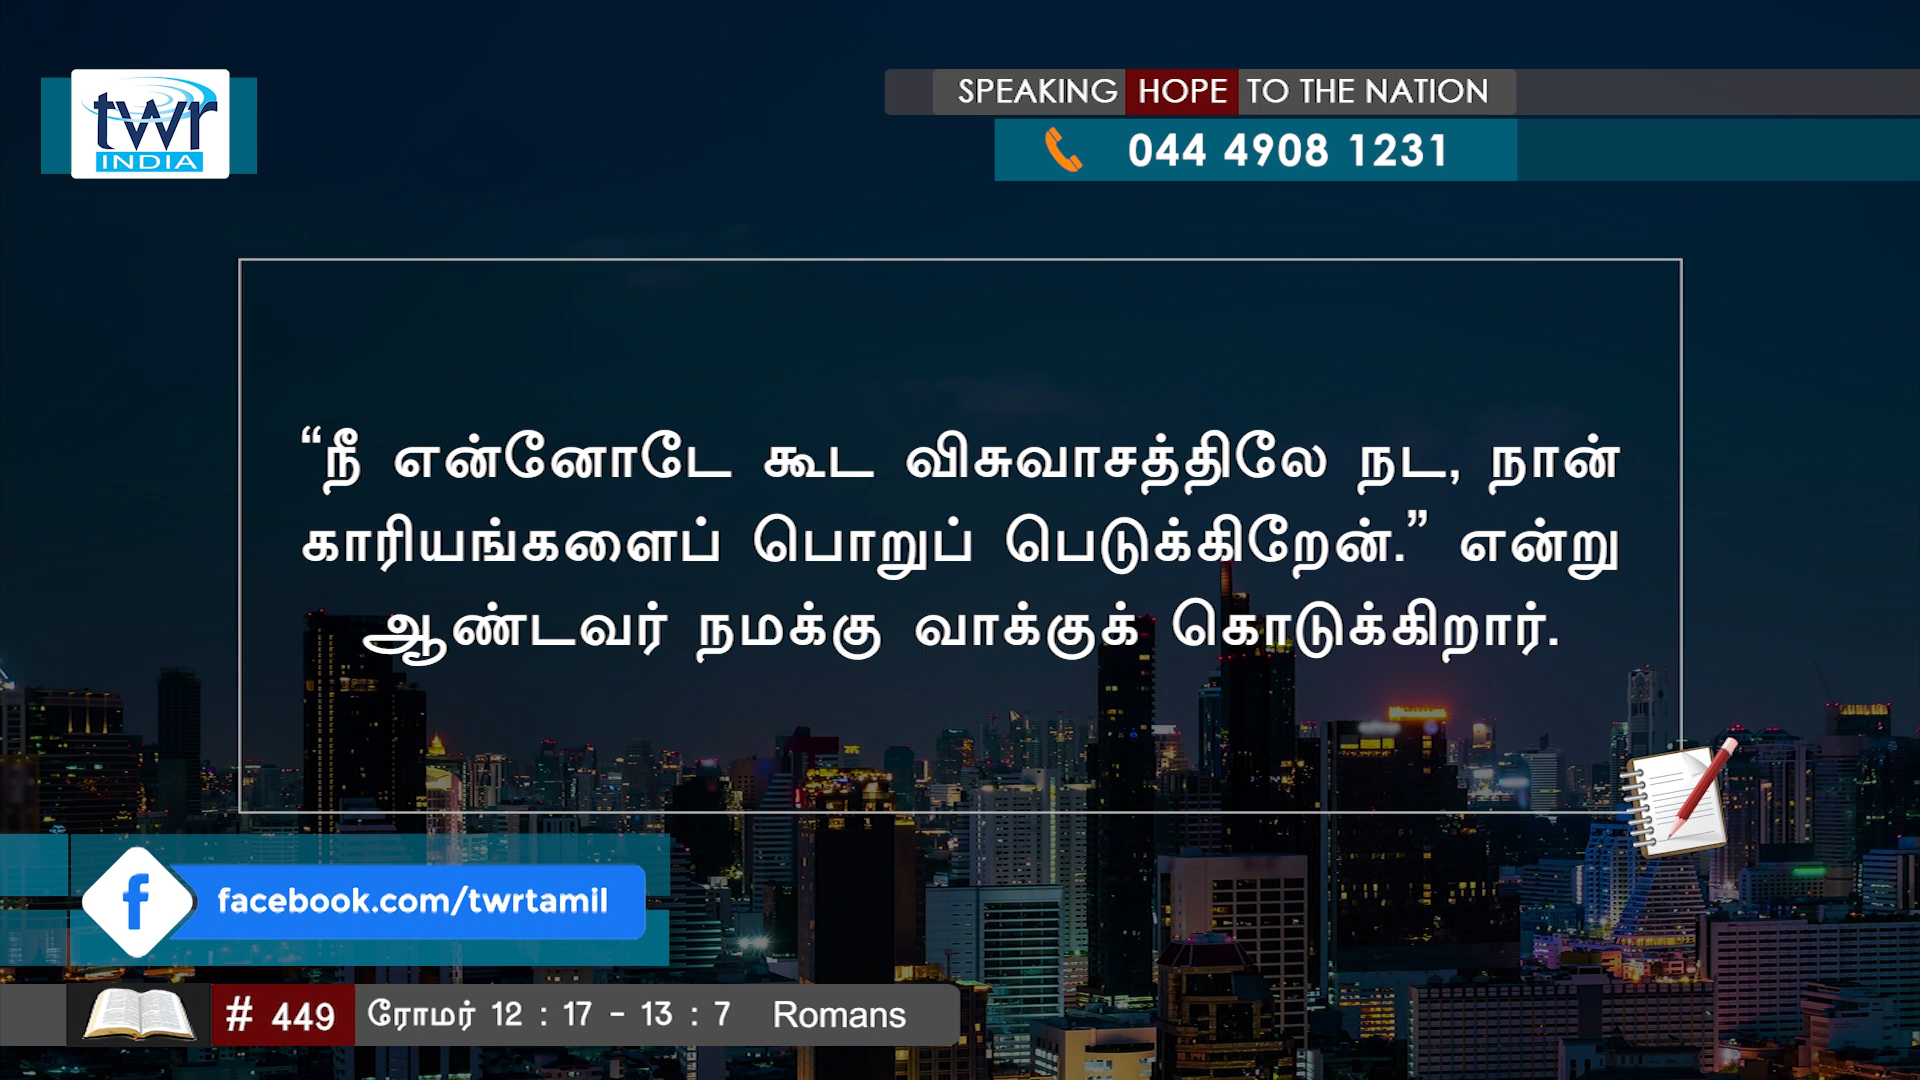 twr
INDIA
SPEAKING HOPE TO THE NATION
044 4908 1231
“நீ என்னோடே கூட விசுவாசத்திலே நட, நான்
காரியங்களைப் பொறுப் பெடுக்கிறேன்.” என்று
ஆண்டவர் நமக்கு வாக்குக் கொடுக்கிறார்.
facebook.com/twrtamil
# 449 ரோமர் 12 : 17 - 13 : 7 Romans